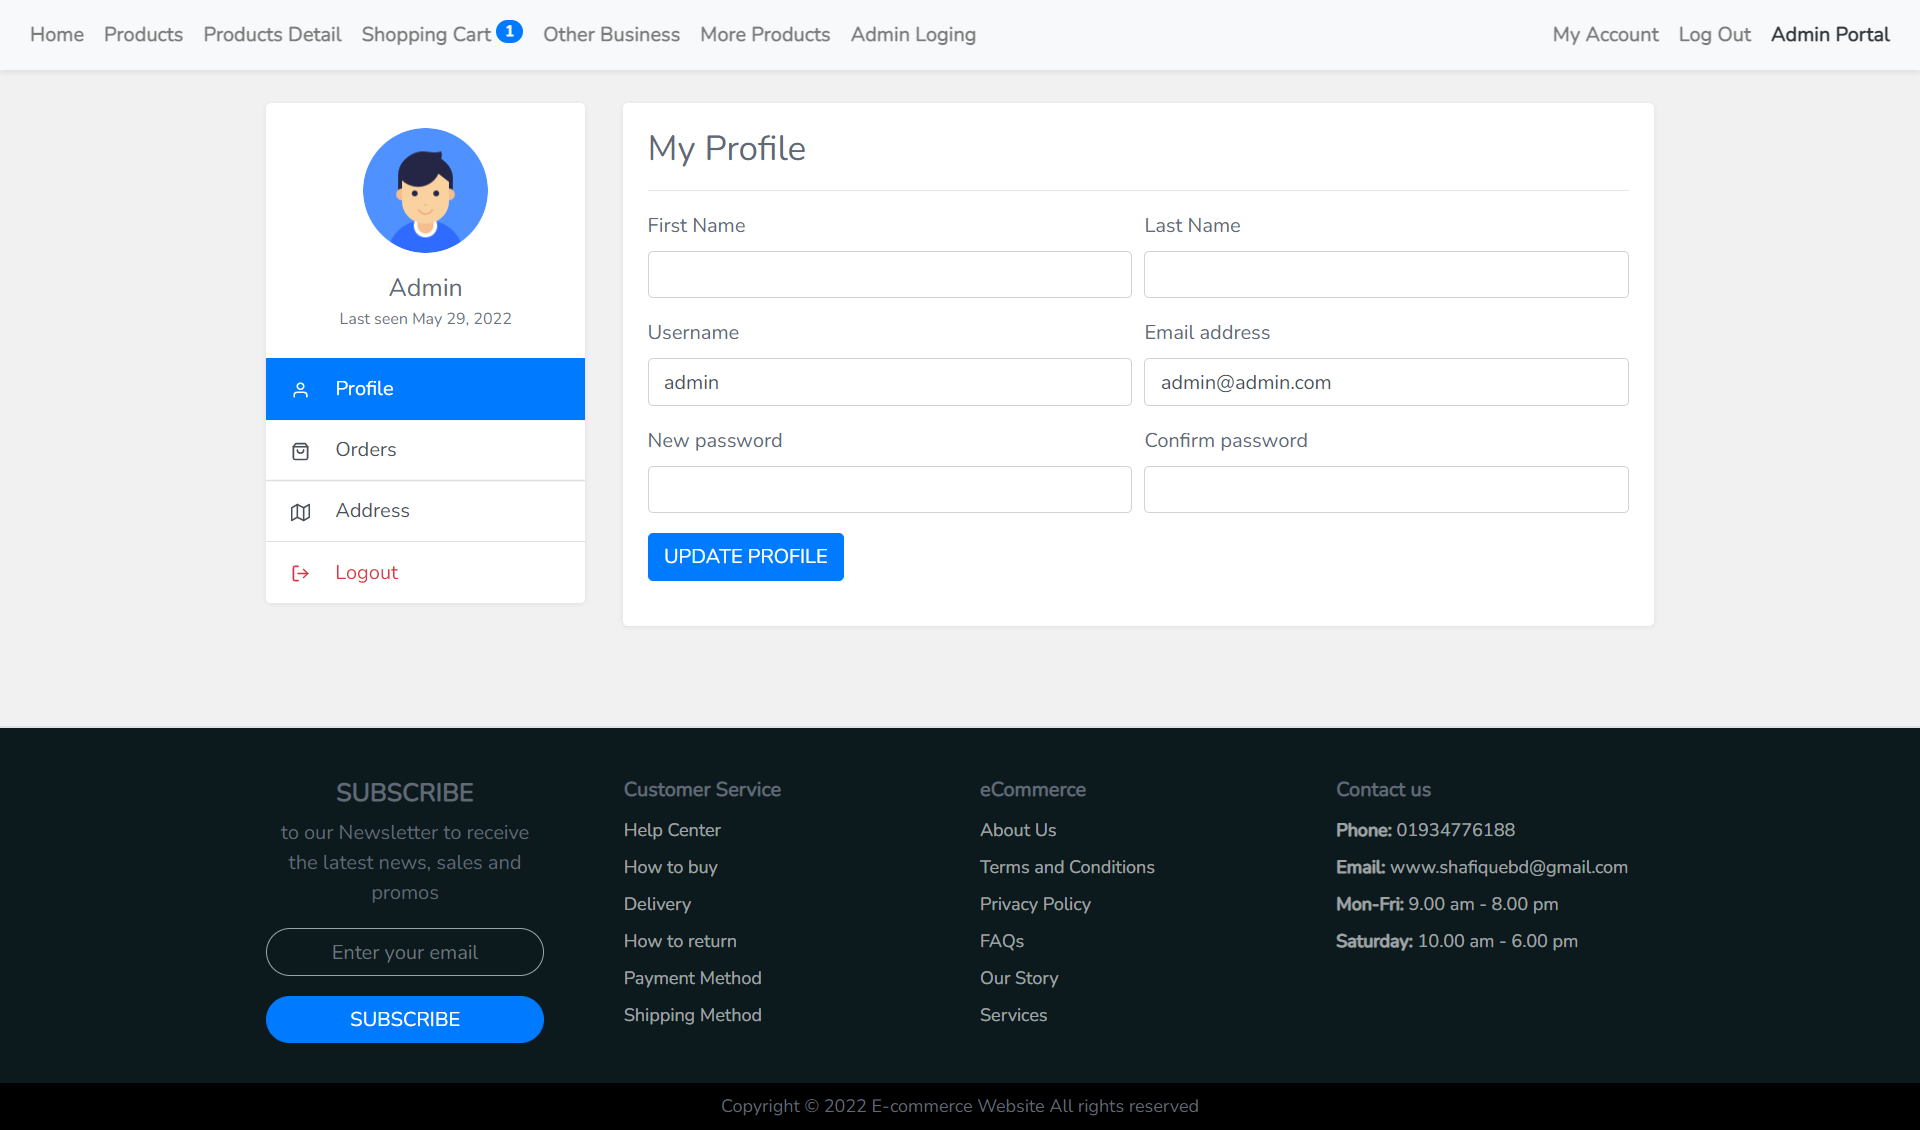 Home Products Products Detail Shopping Cart 1 Other Business More Products Admin Loging My Account Log Out Admin Portal
Admin
Last seen May 29, 2022
Profile
Orders
Address
Logout
My Profile
First Name Last Name
Username Email address
admin admin@admin.com
New password Confirm password
UPDATE PROFILE
SUBSCRIBE
to our Newsletter to receive
the latest news, sales and
promos
Enter your email
SUBSCRIBE
Customer Service
Help Center
How to buy
Delivery
How to return
Payment Method
Shipping Method
eCommerce
About Us
Terms and Conditions
Privacy Policy
FAQs
Our Story
Services
Contact us
Phone: 01934776188
Email: www.shafiquebd@gmail.com
Mon-Fri: 9.00 am - 8.00 pm
Saturday: 10.00 am - 6.00 pm
Copyright © 2022 E-commerce Website All rights reserved